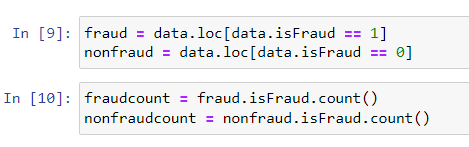 In [9]: fraud = data.loc[data.isFraud == 1]
nonfraud = data.loc[data.isFraud == 0]
In [10]: fraudcount = fraud.isFraud.count()
nonfraudcount = nonfraud.isFraud.count()